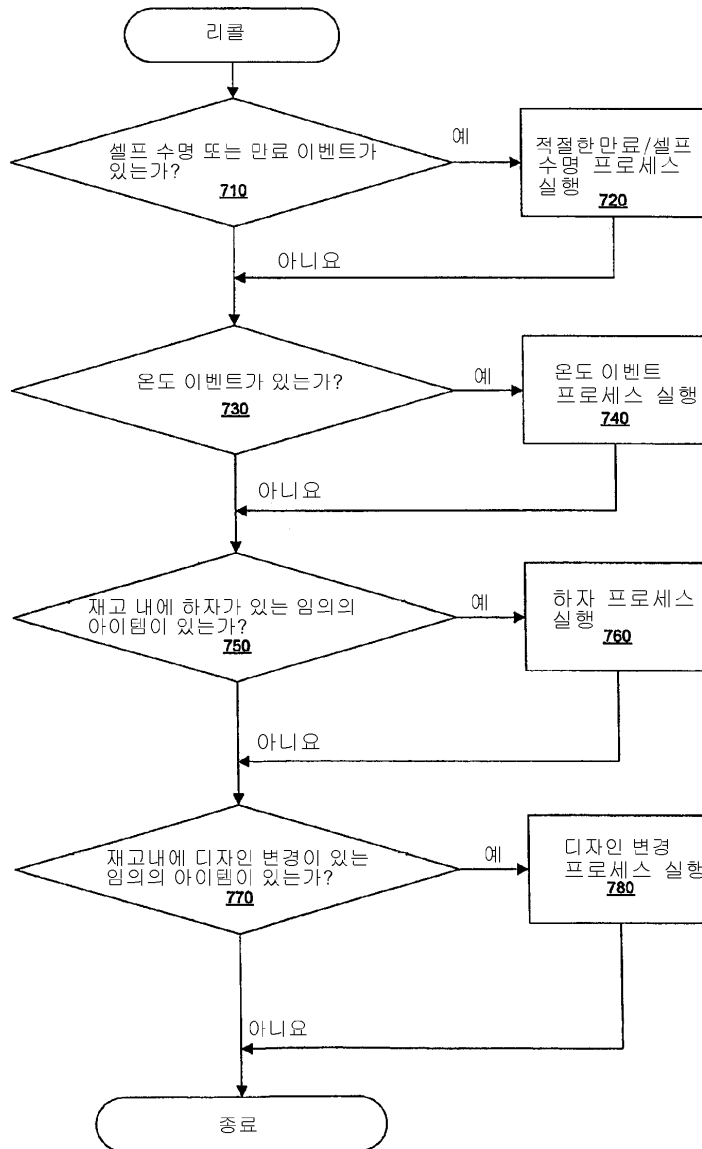 리콜
셀프 수명 또는 만료 이벤트가
있는가?
710
예
적절한만료/셀프
수명 프로세스
실행
720
아니요
온도 이벤트가 있는가?
730
예
온도 이벤트
프로세스 실행
740
아니요
재고 내에 하자가 있는 임의의
아이템이 있는가?
750
예
하자 프로세스
실행
760
아니요
재고내에 디자인 변경이 있는
임의의 아이템이 있는가?
770
예
디자인 변경
프로세스 실행
780
아니요
종료